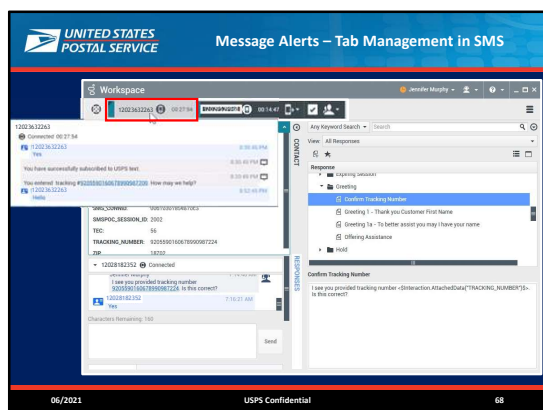 UNITED STATES
POSTAL SERVICE
Message Alerts – Tab Management in SMS
Workspace
Jennifer Murphy
12023632263 00:27:54
00:14:47
12023632263
Connected 00:27:54
12023632263 8:35:46 PM
Yes
8:35:49 PM
You have successfully subscribed to USPS text.
8:35:49 PM
You entered tracking #9205590160678990987200 How may we help?
12023632263 8:52:46 PM
Hello
SMSPOC_SESSION_ID: 2002
TEC: 56
TRACKING_NUMBER: 9205590160678990987224
ZIP 18702
12028182352 Connected
Jennifer Murphy
I see you provided tracking number
9205590160678990987224. Is this correct?
12028182352 7:16:21 AM
Yes
Characters Remaining: 160
Send
CONTACT
RESPONSES
Any Keyword Search Search
View All Responses
Response
Expiring Session
Greeting
Confirm Tracking Number
Greeting 1 - Thank you Customer First Name
Greeting 1a - To better assist you may I have your name
Offering Assistance
Hold
Confirm Tracking Number
I see you provided tracking number <$Interaction.AttachedData("TRACKING_NUMBER")$>.
Is this correct?
06/2021 USPS Confidential 68